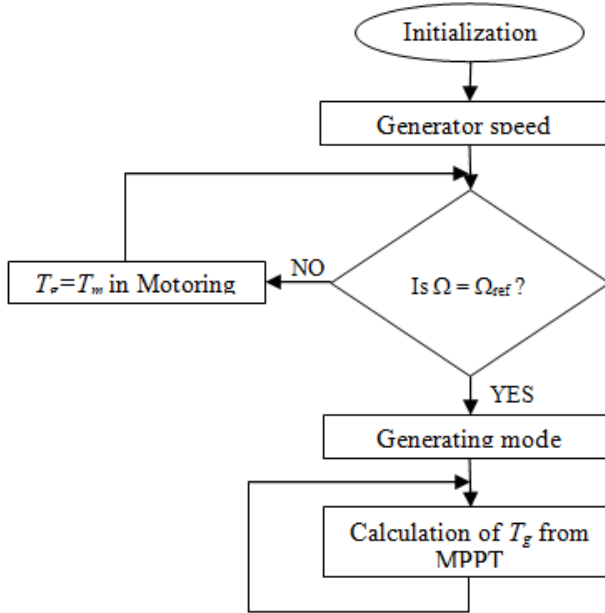 Initialization
Generator speed
NO
Tg=Tm in Motoring
Is Ω = Ωref ?
YES
Generating mode
Calculation of Tg from
MPPT